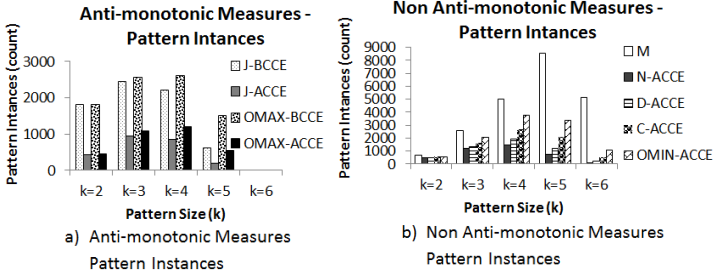 Anti-monotonic Measures -
Pattern Intances
Pattern Intances (count)
3000
2000
1000
0
k=2 k=3 k=4 k=5 k=6
Pattern Size (k)
J-BCCE
J-ACCE
OMAX-BCCE
OMAX-ACCE
a) Anti-monotonic Measures
Pattern Instances
Non Anti-monotonic Measures -
Pattern Intances
Pattern Intances (count)
9000
8000
7000
6000
5000
4000
3000
2000
1000
0
k=2 k=3 k=4 k=5 k=6
Pattern Size (k)
M
N-ACCE
D-ACCE
C-ACCE
OMIN-ACCE
b) Non Anti-monotonic Measures
Pattern Instances